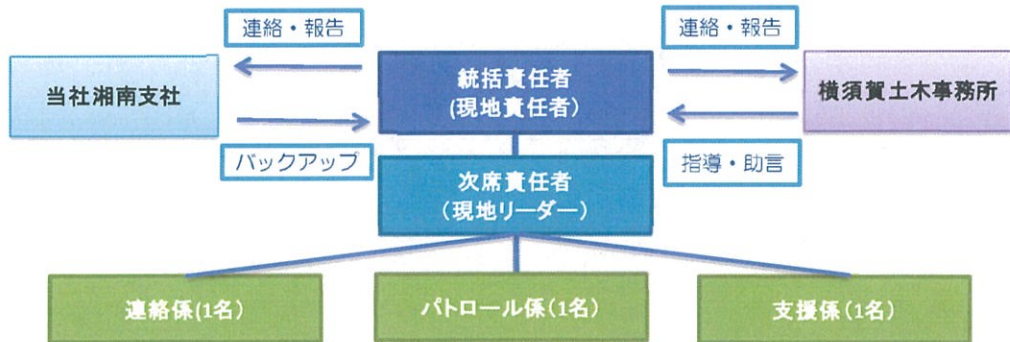 連絡・報告
連絡・報告
当社湘南支社
統括責任者
(現地責任者)
横須賀土木事務所
バックアップ
指導・助言
次席責任者
(現地リーダー)
連絡係(1名)
パトロール係(1名)
支援係(1名)